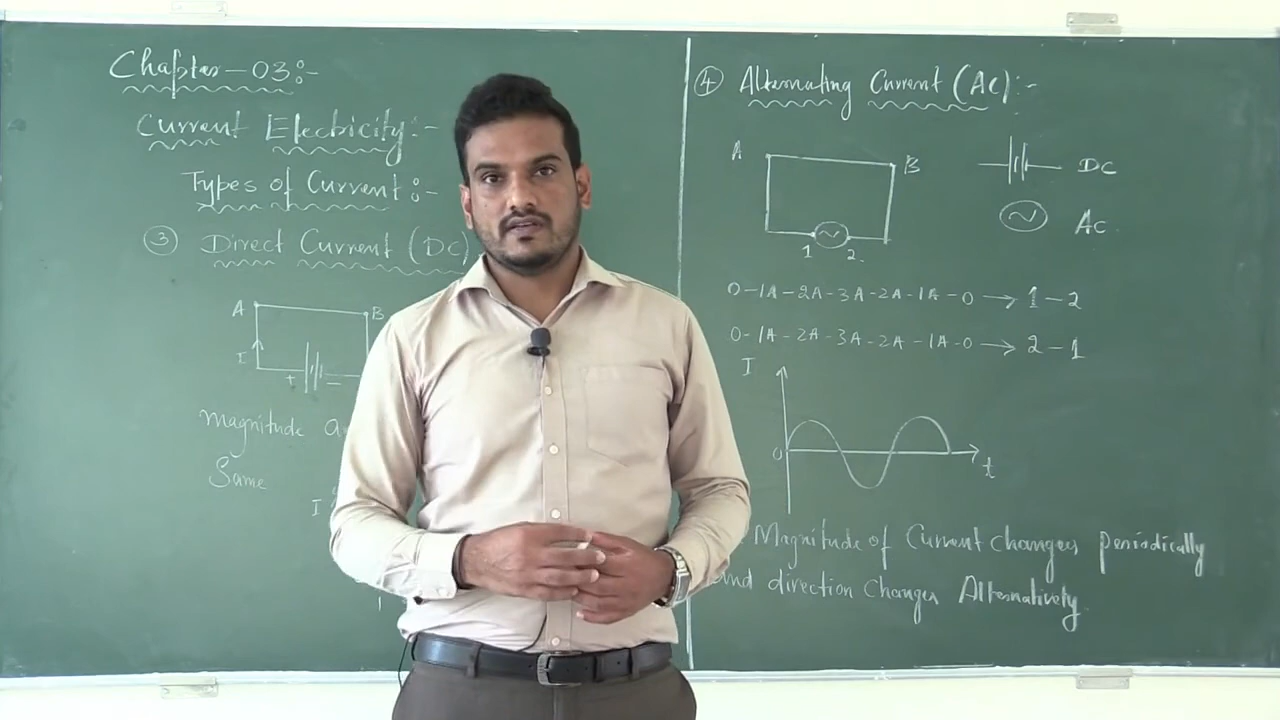 Chapter-03:-
Current Electricity:-
Types of Current:-
③ Direct Current (DC)
A B
I
+ -
Magnitude
Same
I
④ Alternating Current (AC):-
A B
DC
AC
1 2
0-1A-2A-3A-2A-1A-0 → 1-2
0-1A-2A-3A-2A-1A-0 → 2-1
I
0
t
Magnitude of Current changes periodically
and direction changes Alternatively